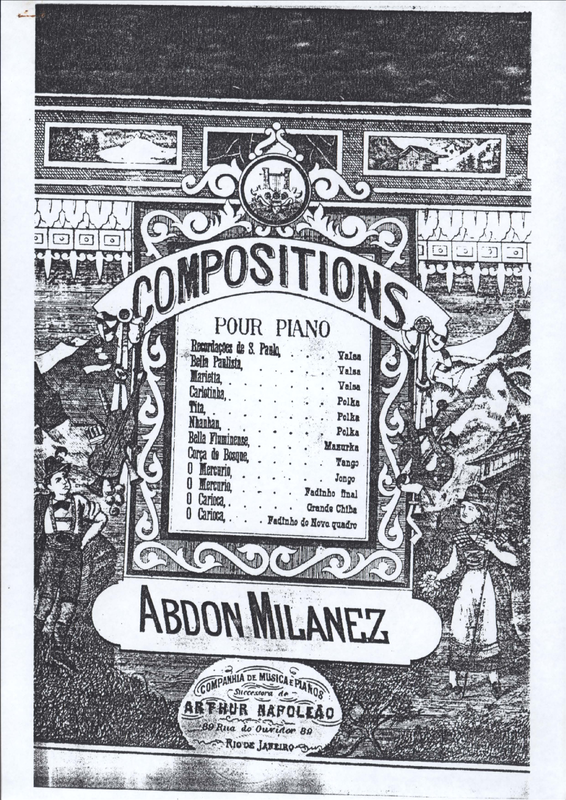 COMPOSITIONS
POUR PIANO
Recordações de S. Paulo, . . . Valsa
Bella Paulista, . . . . . Valsa
Marietta, . . . . . . Valsa
Carlotinha, . . . . . . Polka
Tita, . . . . . . Polka
Nhanhan, . . . . . . Polka
Bella Fluminense, . . . . . Mazurka
Corça do Bosque, . . . . . Tango
O Mercurio, . . . . . Jongo
O Mercurio, . . . . Fadinho final
O Carioca, . . . . Grande Chiba
O Carioca, . . Fadinho do Novo quadro
ABDON MILANEZ
COMPANHIA DE MUSICA E PIANOS
Successora de
ARTHUR NAPOLEÃO
89 Rua do Ouvidor 89
RIO DE JANEIRO